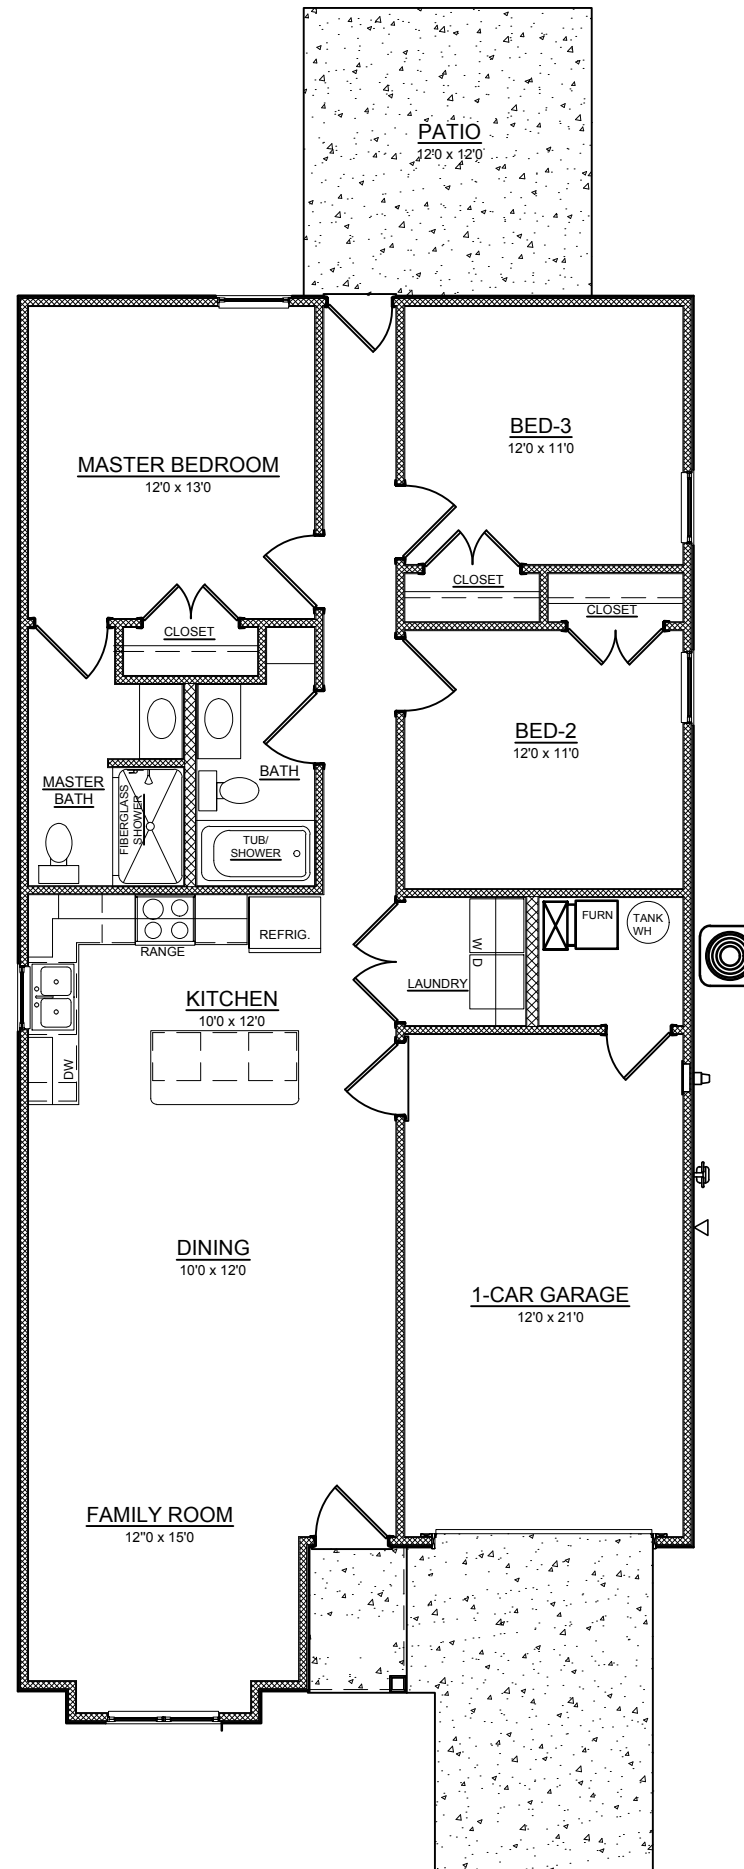 PATIO
12'0 x 12'0
BED-3
12'0 x 11'0
MASTER BEDROOM
12'0 x 13'0
CLOSET
CLOSET
CLOSET
BED-2
12'0 x 11'0
MASTER
BATH
FIBERGLASS
SHOWER
BATH
TUB/
SHOWER
RANGE
REFRIG.
W
D
LAUNDRY
FURN
TANK
WH
KITCHEN
10'0 x 12'0
DW
DINING
10'0 x 12'0
1-CAR GARAGE
12'0 x 21'0
FAMILY ROOM
12"0 x 15'0